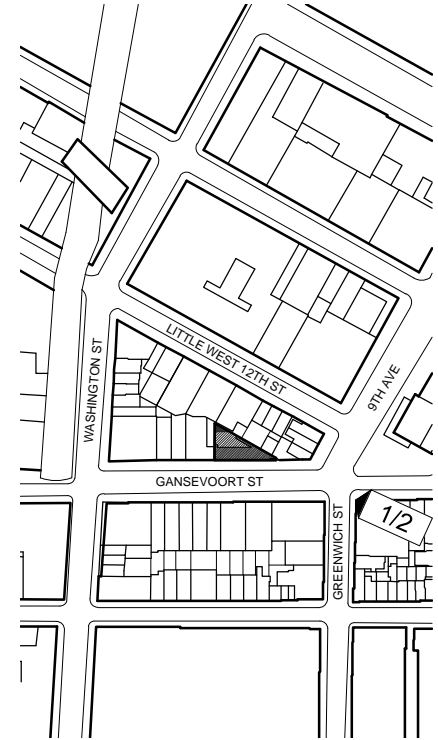 LITTLE WEST 12TH ST
WASHINGTON ST
9TH AVE
GANSEVOORT ST
GREENWICH ST
1/2